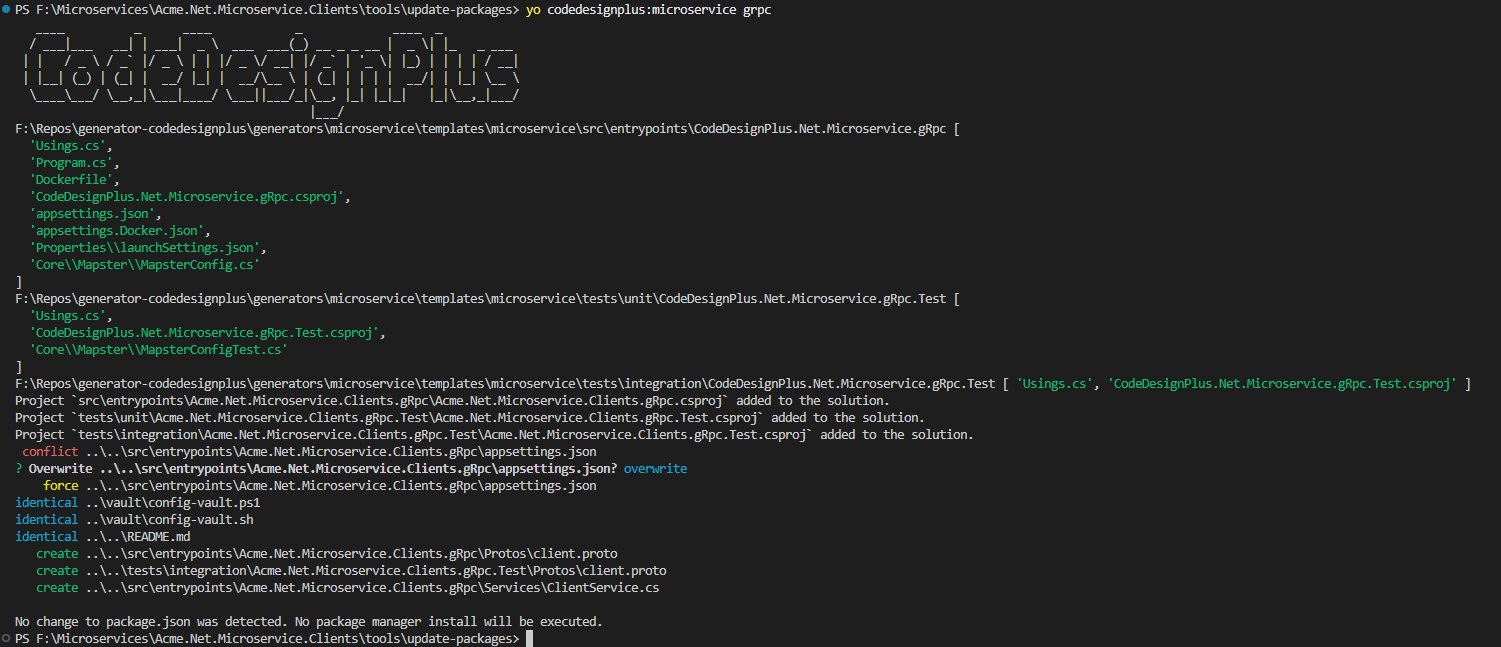 PS F:\Microservices\Acme.Net.Microservice.Clients\tools\update-packages> yo codedesignplus:microservice grpc
CodeDesignPlus
F:\Repos\generator-codedesignplus\generators\microservice\templates\microservice\src\entrypoints\CodeDesignPlus.Net.Microservice.gRpc [
'Usings.cs',
'Program.cs',
'Dockerfile',
'CodeDesignPlus.Net.Microservice.gRpc.csproj',
'appsettings.json',
'appsettings.Docker.json',
'Properties\\launchSettings.json',
'Core\\Mapster\\MapsterConfig.cs'
]
F:\Repos\generator-codedesignplus\generators\microservice\templates\microservice\tests\unit\CodeDesignPlus.Net.Microservice.gRpc.Test [
'Usings.cs',
'CodeDesignPlus.Net.Microservice.gRpc.Test.csproj',
'Core\\Mapster\\MapsterConfigTest.cs'
]
F:\Repos\generator-codedesignplus\generators\microservice\templates\microservice\tests\integration\CodeDesignPlus.Net.Microservice.gRpc.Test [ 'Usings.cs', 'CodeDesignPlus.Net.Microservice.gRpc.Test.csproj' ]
Project `src\entrypoints\Acme.Net.Microservice.Clients.gRpc\Acme.Net.Microservice.Clients.gRpc.csproj` added to the solution.
Project `tests\unit\Acme.Net.Microservice.Clients.gRpc.Test\Acme.Net.Microservice.Clients.gRpc.Test.csproj` added to the solution.
Project `tests\integration\Acme.Net.Microservice.Clients.gRpc.Test\Acme.Net.Microservice.Clients.gRpc.Test.csproj` added to the solution.
conflict ..\..\src\entrypoints\Acme.Net.Microservice.Clients.gRpc\appsettings.json
? Overwrite ..\..\src\entrypoints\Acme.Net.Microservice.Clients.gRpc\appsettings.json? overwrite
force ..\..\src\entrypoints\Acme.Net.Microservice.Clients.gRpc\appsettings.json
identical ..\vault\config-vault.ps1
identical ..\vault\config-vault.sh
identical ..\..\README.md
create ..\..\src\entrypoints\Acme.Net.Microservice.Clients.gRpc\Protos\client.proto
create ..\..\tests\integration\Acme.Net.Microservice.Clients.gRpc.Test\Protos\client.proto
create ..\..\src\entrypoints\Acme.Net.Microservice.Clients.gRpc\Services\ClientService.cs
No change to package.json was detected. No package manager install will be executed.
PS F:\Microservices\Acme.Net.Microservice.Clients\tools\update-packages>